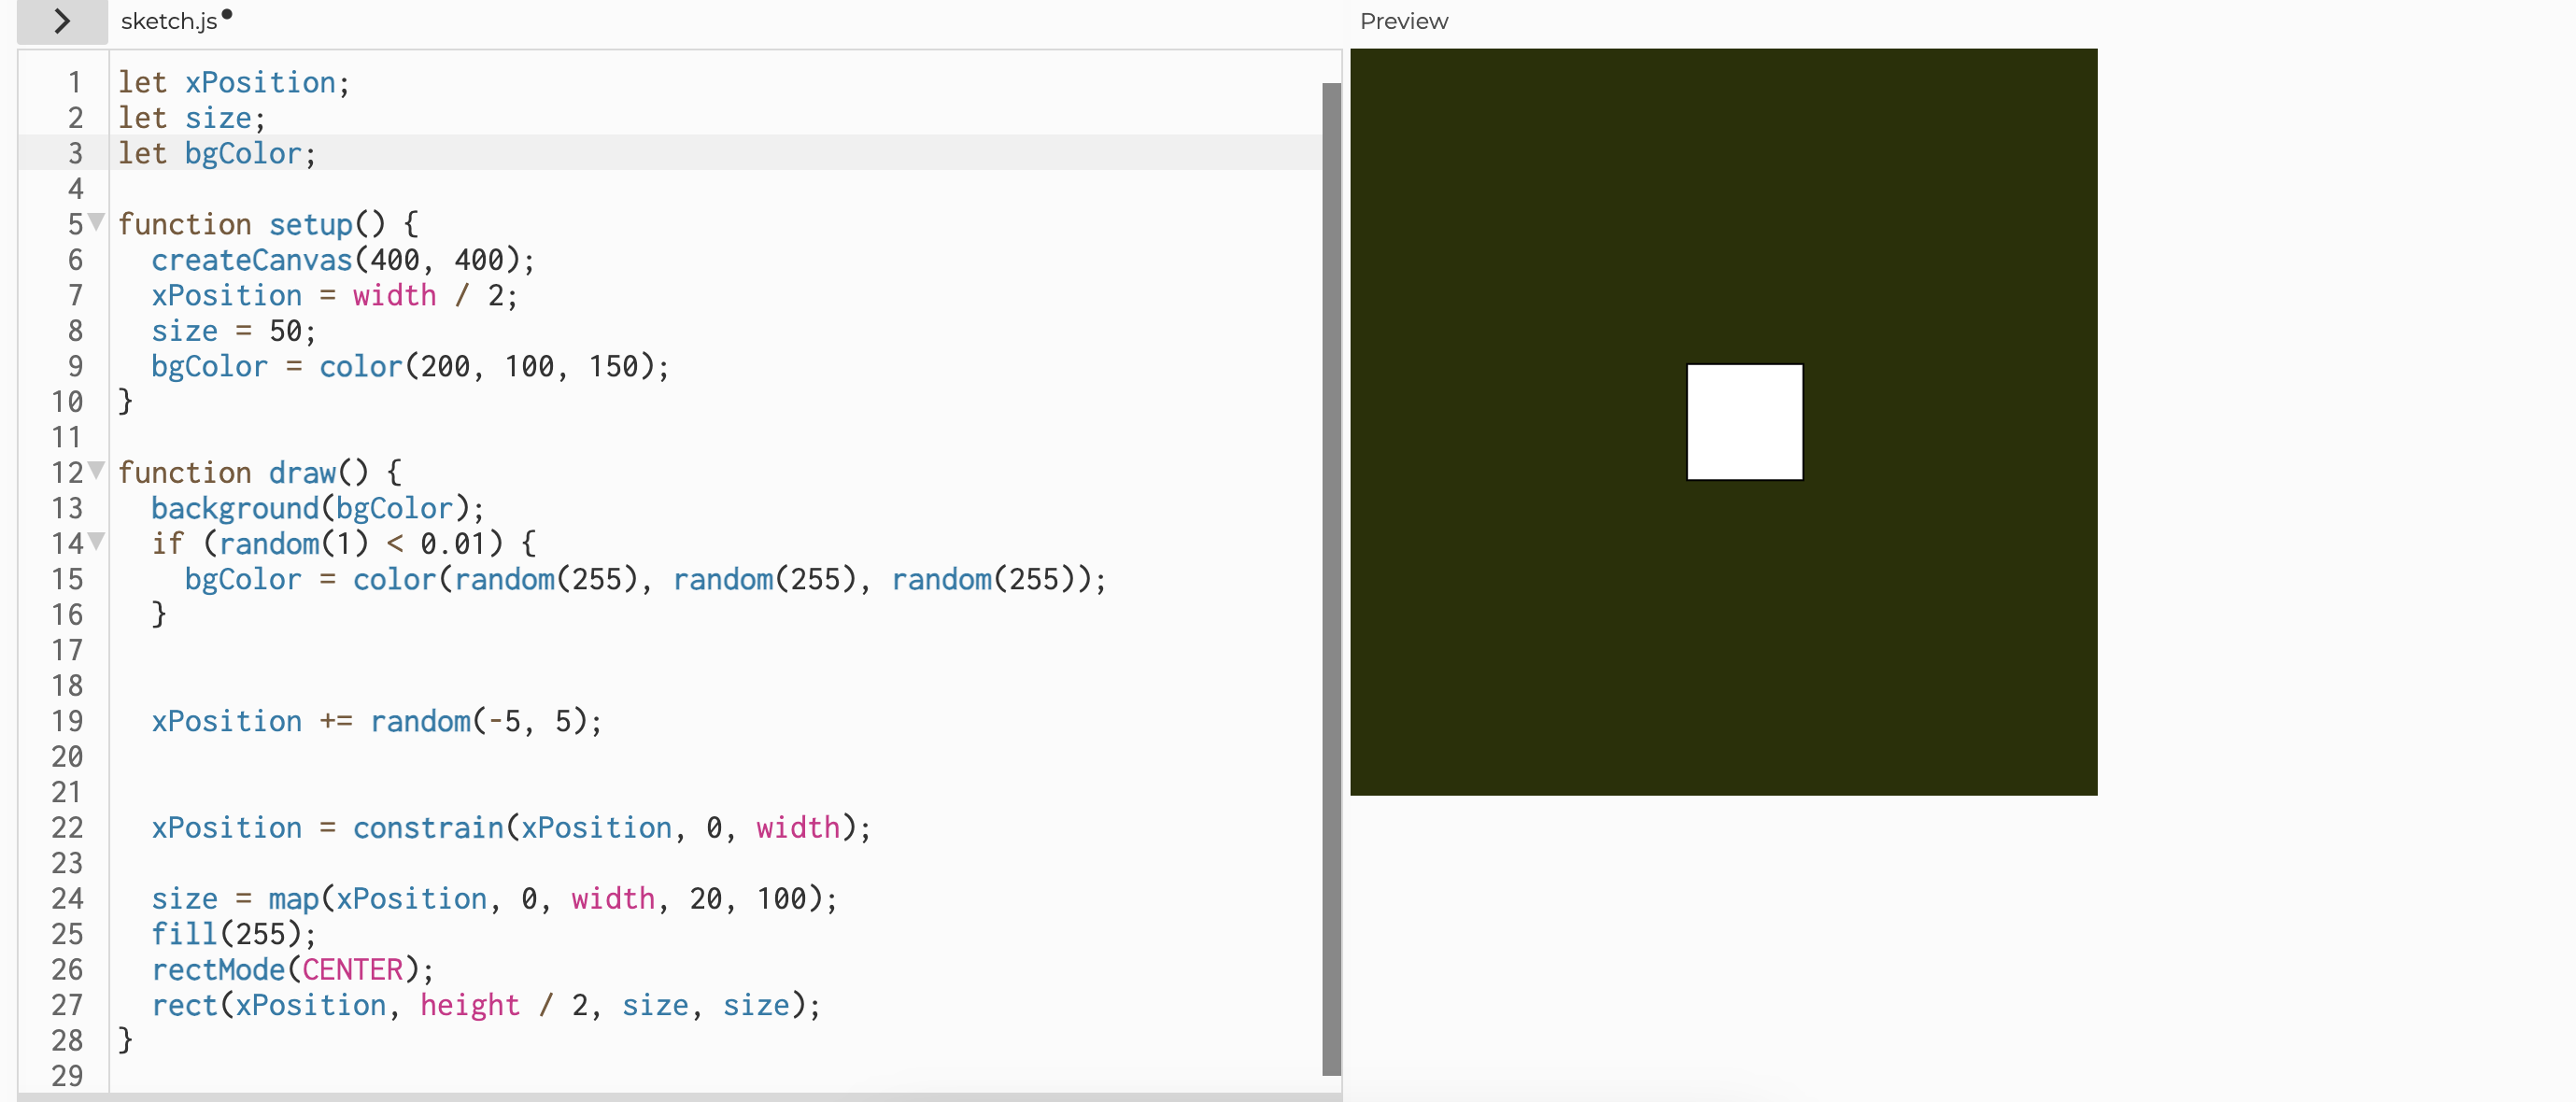 sketch.js
Preview
1 let xPosition;
2 let size;
3 let bgColor;
4
5 function setup() {
6 createCanvas(400, 400);
7 xPosition = width / 2;
8 size = 50;
9 bgColor = color(200, 100, 150);
10 }
11
12 function draw() {
13 background(bgColor);
14 if (random(1) < 0.01) {
15 bgColor = color(random(255), random(255), random(255));
16 }
17
18
19 xPosition += random(-5, 5);
20
21
22 xPosition = constrain(xPosition, 0, width);
23
24 size = map(xPosition, 0, width, 20, 100);
25 fill(255);
26 rectMode(CENTER);
27 rect(xPosition, height / 2, size, size);
28 }
29